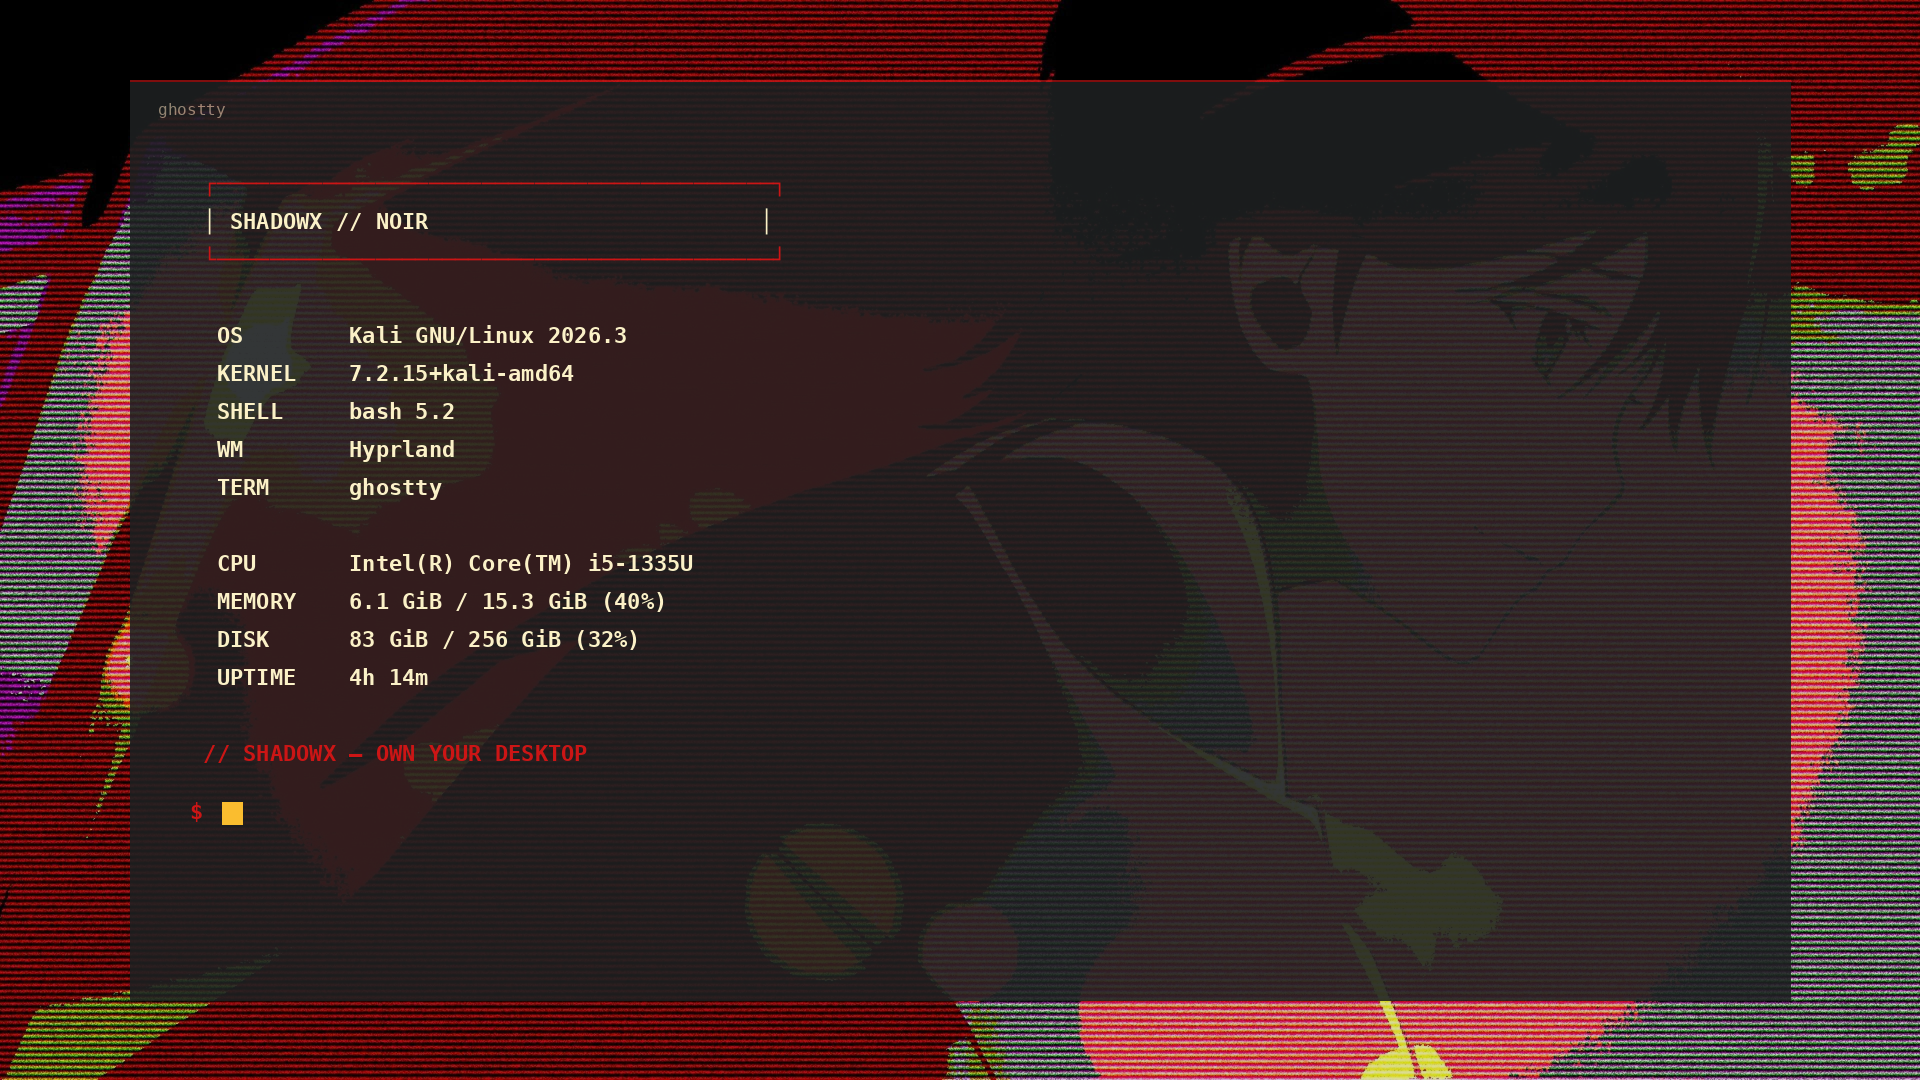 ghostty
SHADOWX // NOIR
OS Kali GNU/Linux 2026.3
KERNEL 7.2.15+kali-amd64
SHELL bash 5.2
WM Hyprland
TERM ghostty
CPU Intel(R) Core(TM) i5-1335U
MEMORY 6.1 GiB / 15.3 GiB (40%)
DISK 83 GiB / 256 GiB (32%)
UPTIME 4h 14m
// SHADOWX — OWN YOUR DESKTOP
$